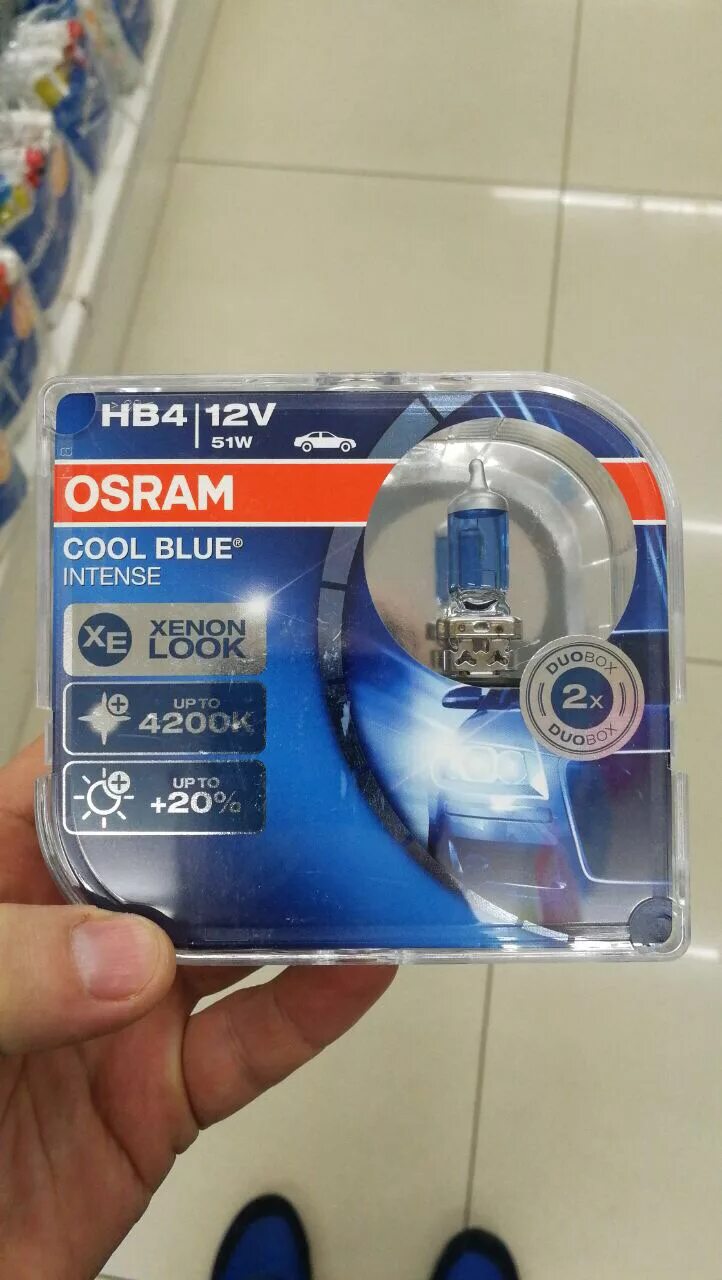 HB4 12V
51W
OSRAM
COOL BLUE®
INTENSE
XE XENON
LOOK
UP TO
4200K
UP TO
+20%
DUOBOX
2x
DUOBOX